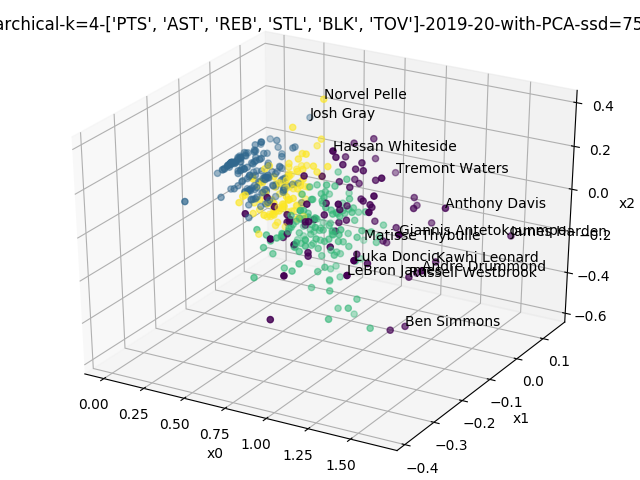 archical-k=4-['PTS', 'AST', 'REB', 'STL', 'BLK', 'TOV']-2019-20-with-PCA-ssd=75
Norvel Pelle
Josh Gray
Hassan Whiteside
Tremont Waters
Anthony Davis
Giannis Antetokounmpo
James Harden
Matisse Thybulle
Luka Doncic
Kawhi Leonard
Andre Drummond
LeBron James
Russell Westbrook
Ben Simmons
0.4
0.2
0.0
−0.2
−0.4
−0.6
x2
0.1
0.0
−0.1
−0.2
−0.3
−0.4
x1
0.00
0.25
0.50
0.75
1.00
1.25
1.50
x0